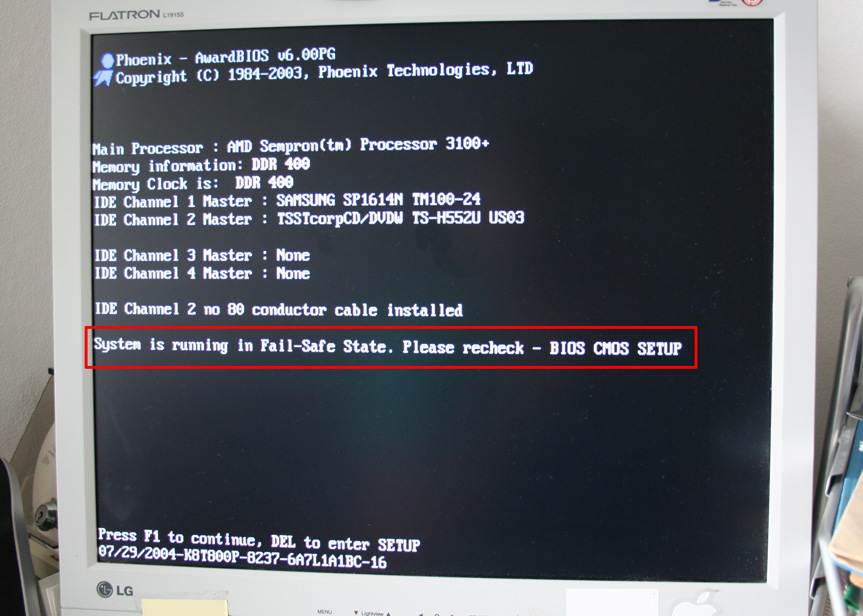 FLATRON L1915S
Phoenix - AwardBIOS v6.00PG
Copyright (C) 1984-2003, Phoenix Technologies, LTD
Main Processor : AMD Sempron(tm) Processor 3100+
Memory information: DDR 400
Memory Clock is: DDR 400
IDE Channel 1 Master : SAMSUNG SP1614N TM100-24
IDE Channel 2 Master : TSSTcorpCD/DVDW TS-H552U US03
IDE Channel 3 Master : None
IDE Channel 4 Master : None
IDE Channel 2 no 80 conductor cable installed
System is running in Fail-Safe State. Please recheck - BIOS CMOS SETUP
Press F1 to continue, DEL to enter SETUP
07/29/2004-K8T800P-8237-6A7L1A1BC-16
LG
MENU ▼ Lightview ▲